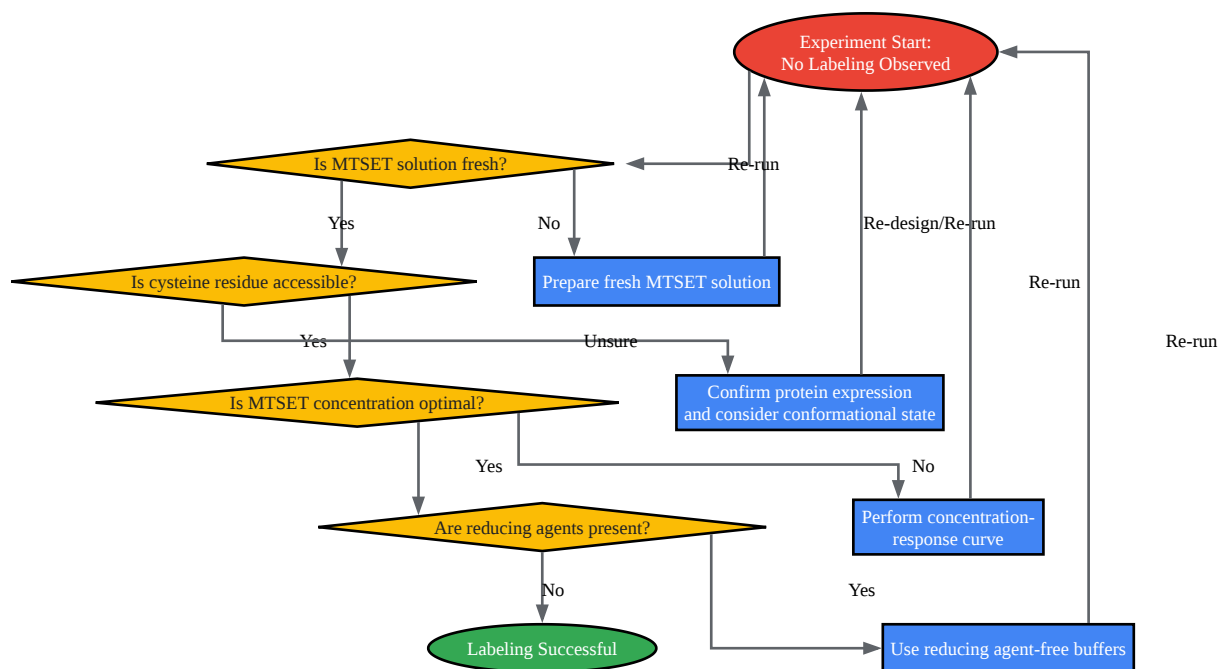 Experiment Start:
No Labeling Observed
Is MTSET solution fresh?
Re-run
Yes
No
Re-design/Re-run
Is cysteine residue accessible?
Prepare fresh MTSET solution
Re-run
Yes
Unsure
Re-run
Is MTSET concentration optimal?
Confirm protein expression
and consider conformational state
Yes
No
Are reducing agents present?
Perform concentration-
response curve
No
Yes
Labeling Successful
Use reducing agent-free buffers